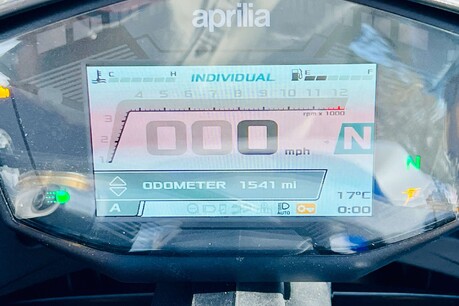 aprilia
C H INDIVIDUAL E F
4 5 6 7 8 9 10 11 12
3
rpm x 1000
2
000 mph N
1
N
ODOMETER 1541 mi
17°C
A AUTO 0:00